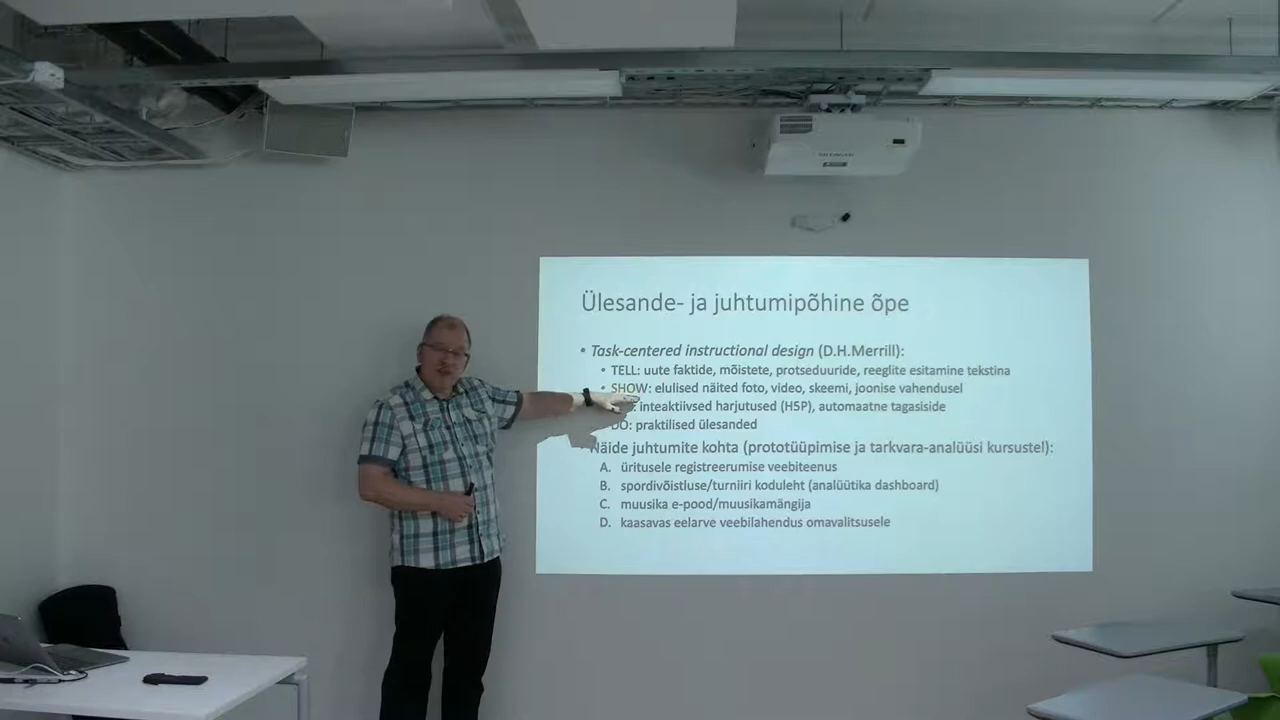 Ülesande- ja juhtumipõhine õpe
• Task-centered instructional design (D.H.Merrill):
• TELL: uute faktide, mõistete, protseduuride, reeglite esitamine tekstina
• SHOW: elulised näited foto, video, skeemi, joonise vahendusel
: inteaktiivsed harjutused (H5P), automaatne tagasiside
DO: praktilised ülesanded
Näide juhtumite kohta (prototüüpimise ja tarkvara-analüüsi kursuste!):
A. üritusele registreerumise veebiteenus
B. spordivõistluse/turniiri koduleht (analüütika dashboard)
C. muusika e-pood/muusikamängija
D. kaasavas eelarve veebilahendus omavalitsusele